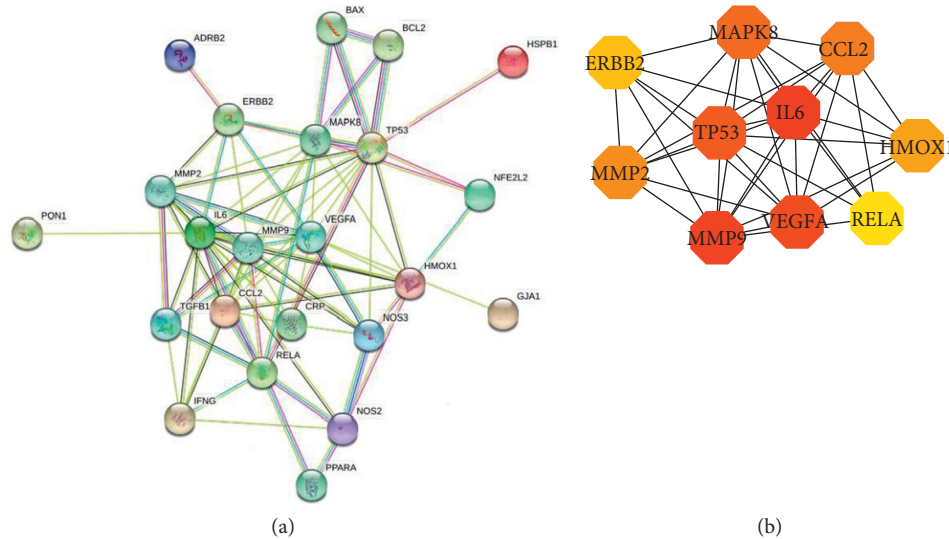 BAX
BCL2
ADRB2
HSPB1
ERBB2
MAPK8
TP53
MMP2
NFE2L2
PON1
IL6
VEGFA
MMP9
HMOX1
TGFB1
CCL2
CRP
NOS3
GJA1
RELA
IFNG
NOS2
PPARA
(a)
MAPK8
CCL2
ERBB2
IL6
TP53
HMOX1
MMP2
RELA
VEGFA
MMP9
(b)